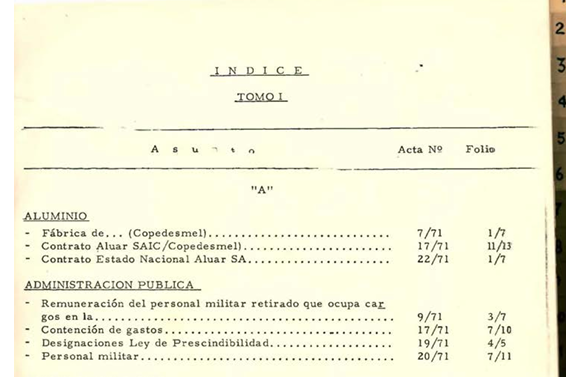 I N D I C E
TOMO I
A s u n t o Acta Nº Folio
"A"
ALUMINIO
- Fábrica de... (Copedesmel)............................ 7/71 1/7
- Contrato Aluar SAIC/Copedesmel)...................... 17/71 11/13
- Contrato Estado Nacional Aluar SA..................... 22/71 1/7
ADMINISTRACION PUBLICA
- Remuneración del personal militar retirado que ocupa car
gos en la............................................. 9/71 3/7
- Contención de gastos................................... 17/71 7/10
- Designaciones Ley de Prescindibilidad.................. 19/71 4/5
- Personal militar....................................... 20/71 7/11
2
3
4
5
6